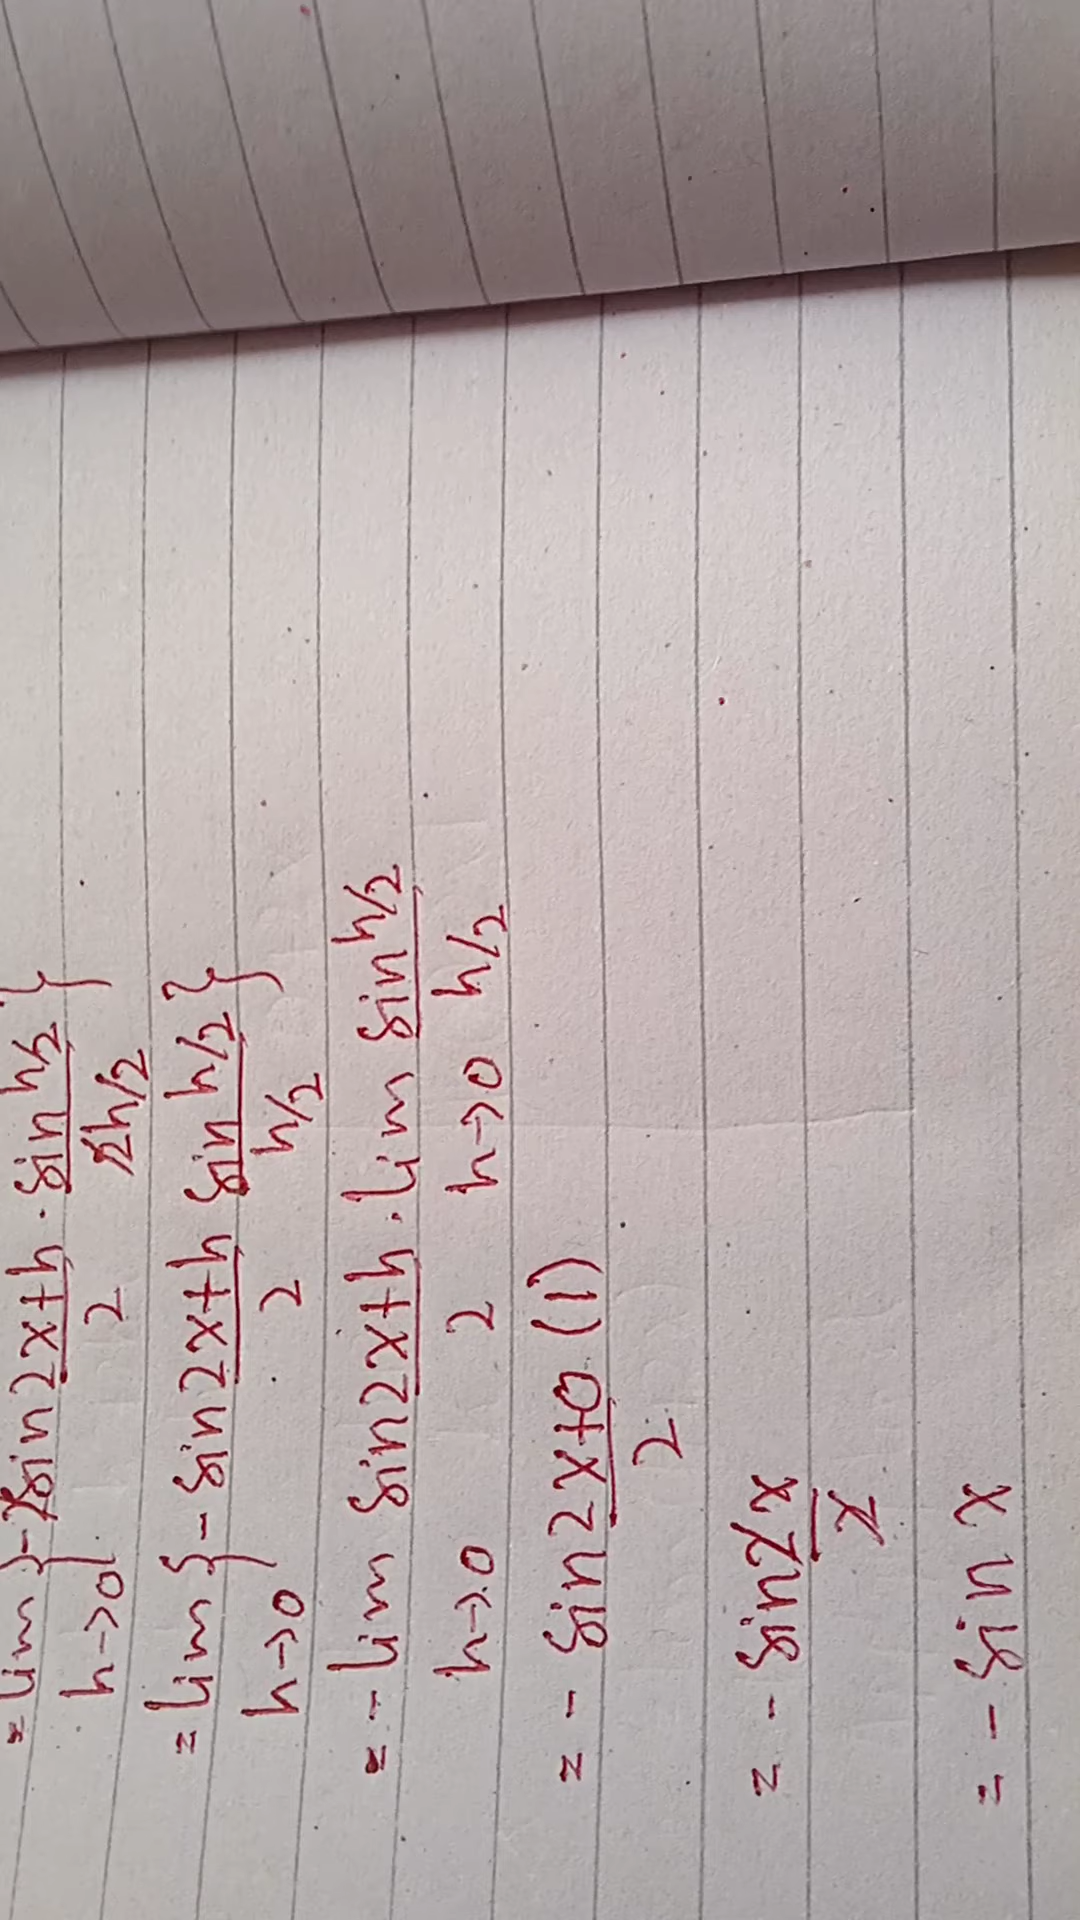 = lim {-2sin 2x+h/2 . sin h/2 / 2h/2}
h→0
= lim {- sin 2x+h/2 sin h/2 / h/2}
h→0
= - lim sin 2x+h/2 . lim sin h/2 / h/2
h→0 h→0
= - sin 2x+0/2 . (1)
= - sin 2x/2
= - sin x